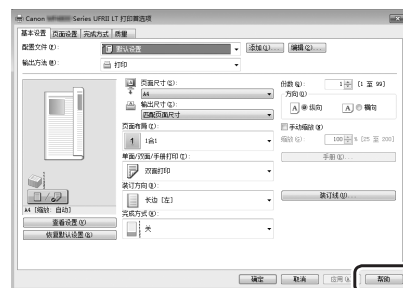 Canon Series UFRII LT 打印首选项
基本设置 页面设置 完成方式 质量
配置文件(F): 默认设置 添加(1)... 编辑(2)...
输出方法(M): 打印
页面尺寸(S): 份数(Q): 1 [1 至 99]
A4 方向(O)
输出尺寸(Z): A 纵向 A 横向
匹配页面尺寸
页面布局(L): 手动缩放(N)
1 1合1 缩放(G): 100 % [25 至 200]
单面/双面/手册打印(T): 手册(K)...
双面打印
装订方向(B): 装订线(U)...
长边 [左]
A4 [缩放: 自动]
完成方式(H):
查看设置(V) 关
恢复默认设置(R)
确定 取消 应用(A) 帮助